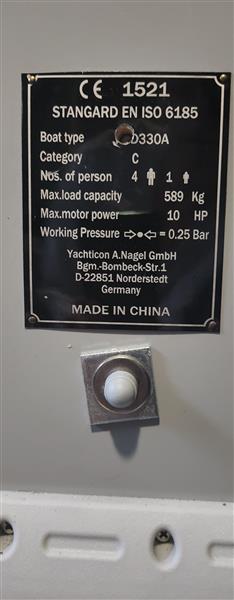 CE 1521
STANGARD EN ISO 6185
Boat type D330A
Category C
Nos. of person 4 1
Max.load capacity 589 Kg
Max.motor power 10 HP
Working Pressure = 0.25 Bar
Yachticon A.Nagel GmbH
Bgm.-Bombeck-Str.1
D-22851 Norderstedt
Germany
MADE IN CHINA